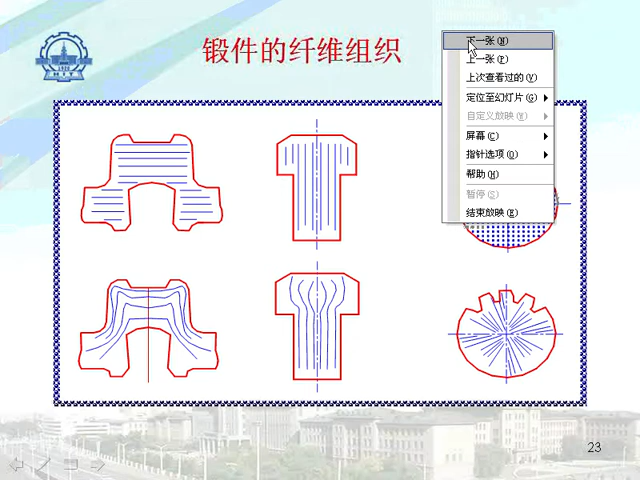 锻件的纤维组织
下一张(N)
上一张(P)
上次查看过的(V)
定位至幻灯片(G)
自定义放映(W)
屏幕(C)
指针选项(O)
帮助(H)
暂停(S)
结束放映(E)
HIT
23